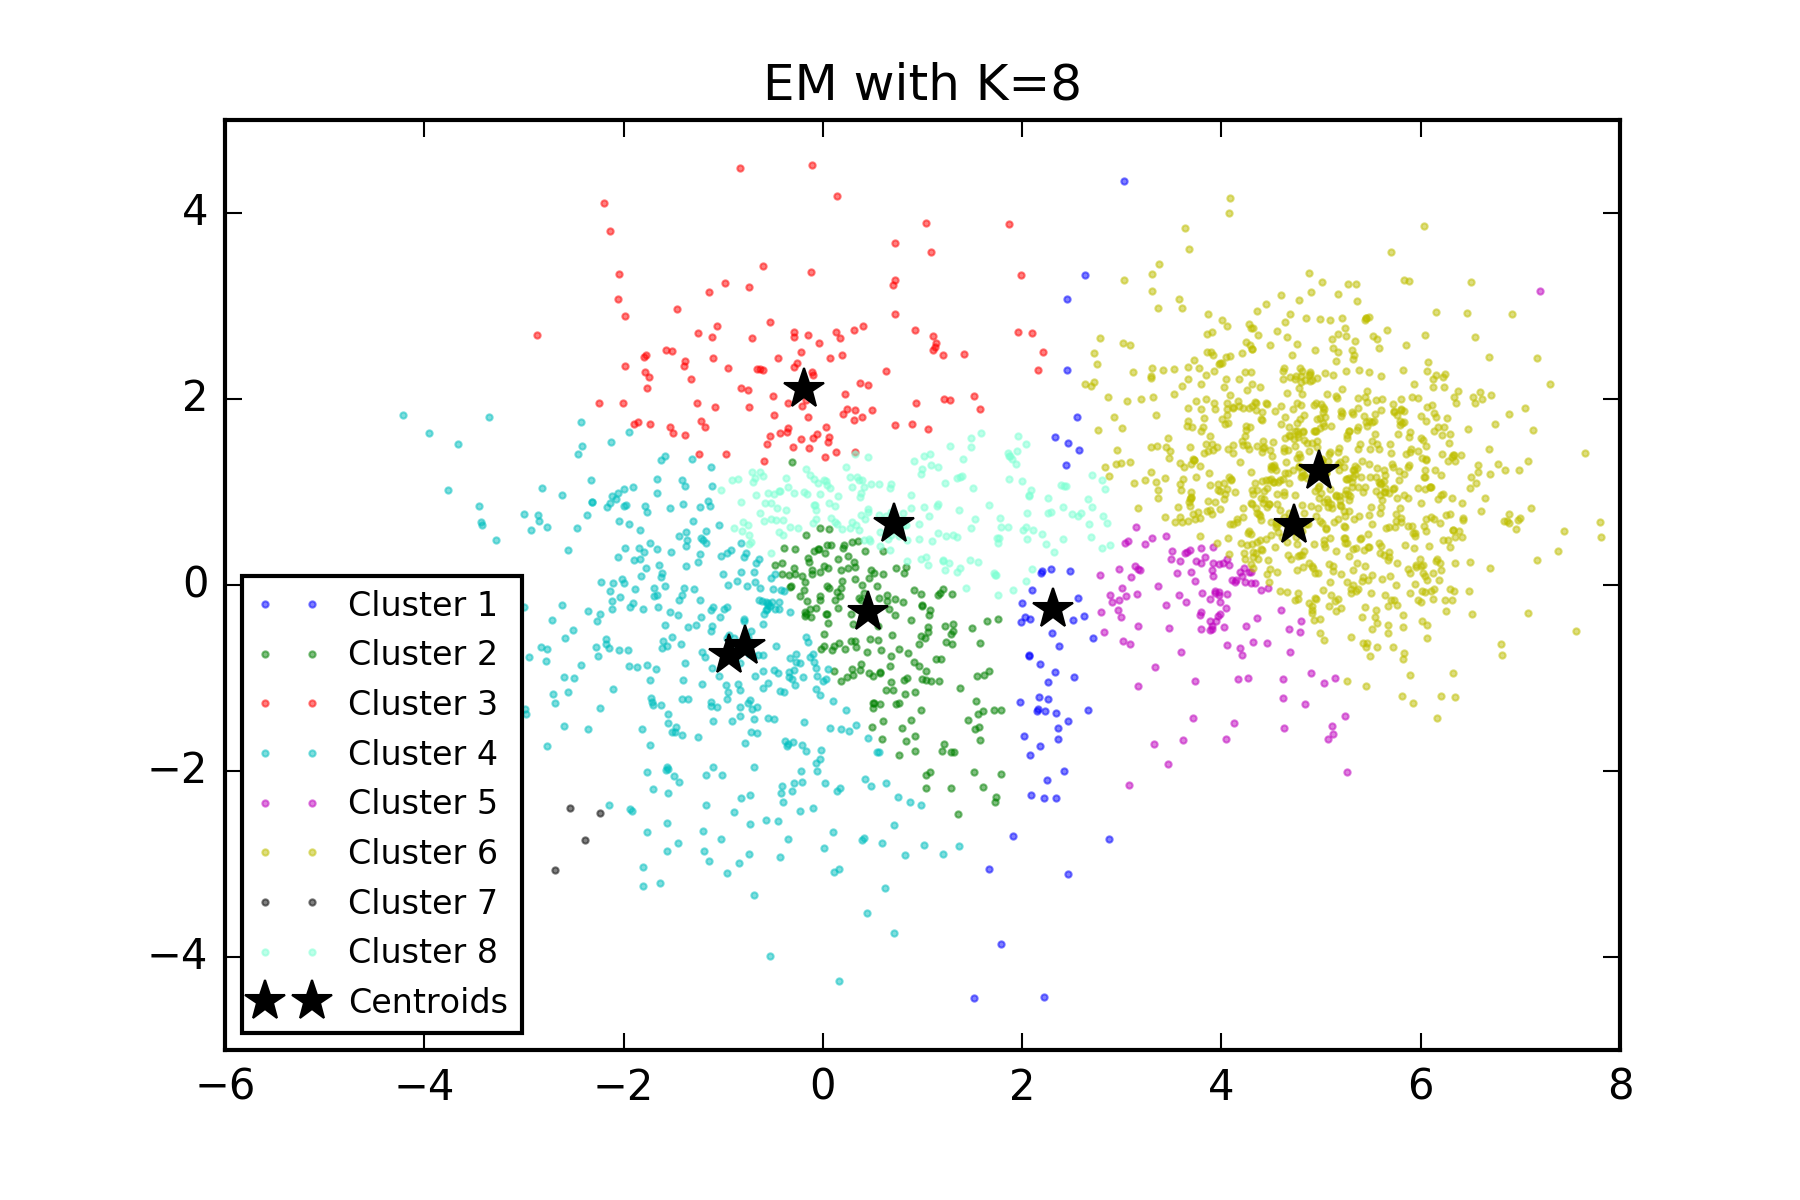 EM with K=8
4
2
0
−2
−4
Cluster 1
Cluster 2
Cluster 3
Cluster 4
Cluster 5
Cluster 6
Cluster 7
Cluster 8
Centroids
−6 −4 −2 0 2 4 6 8